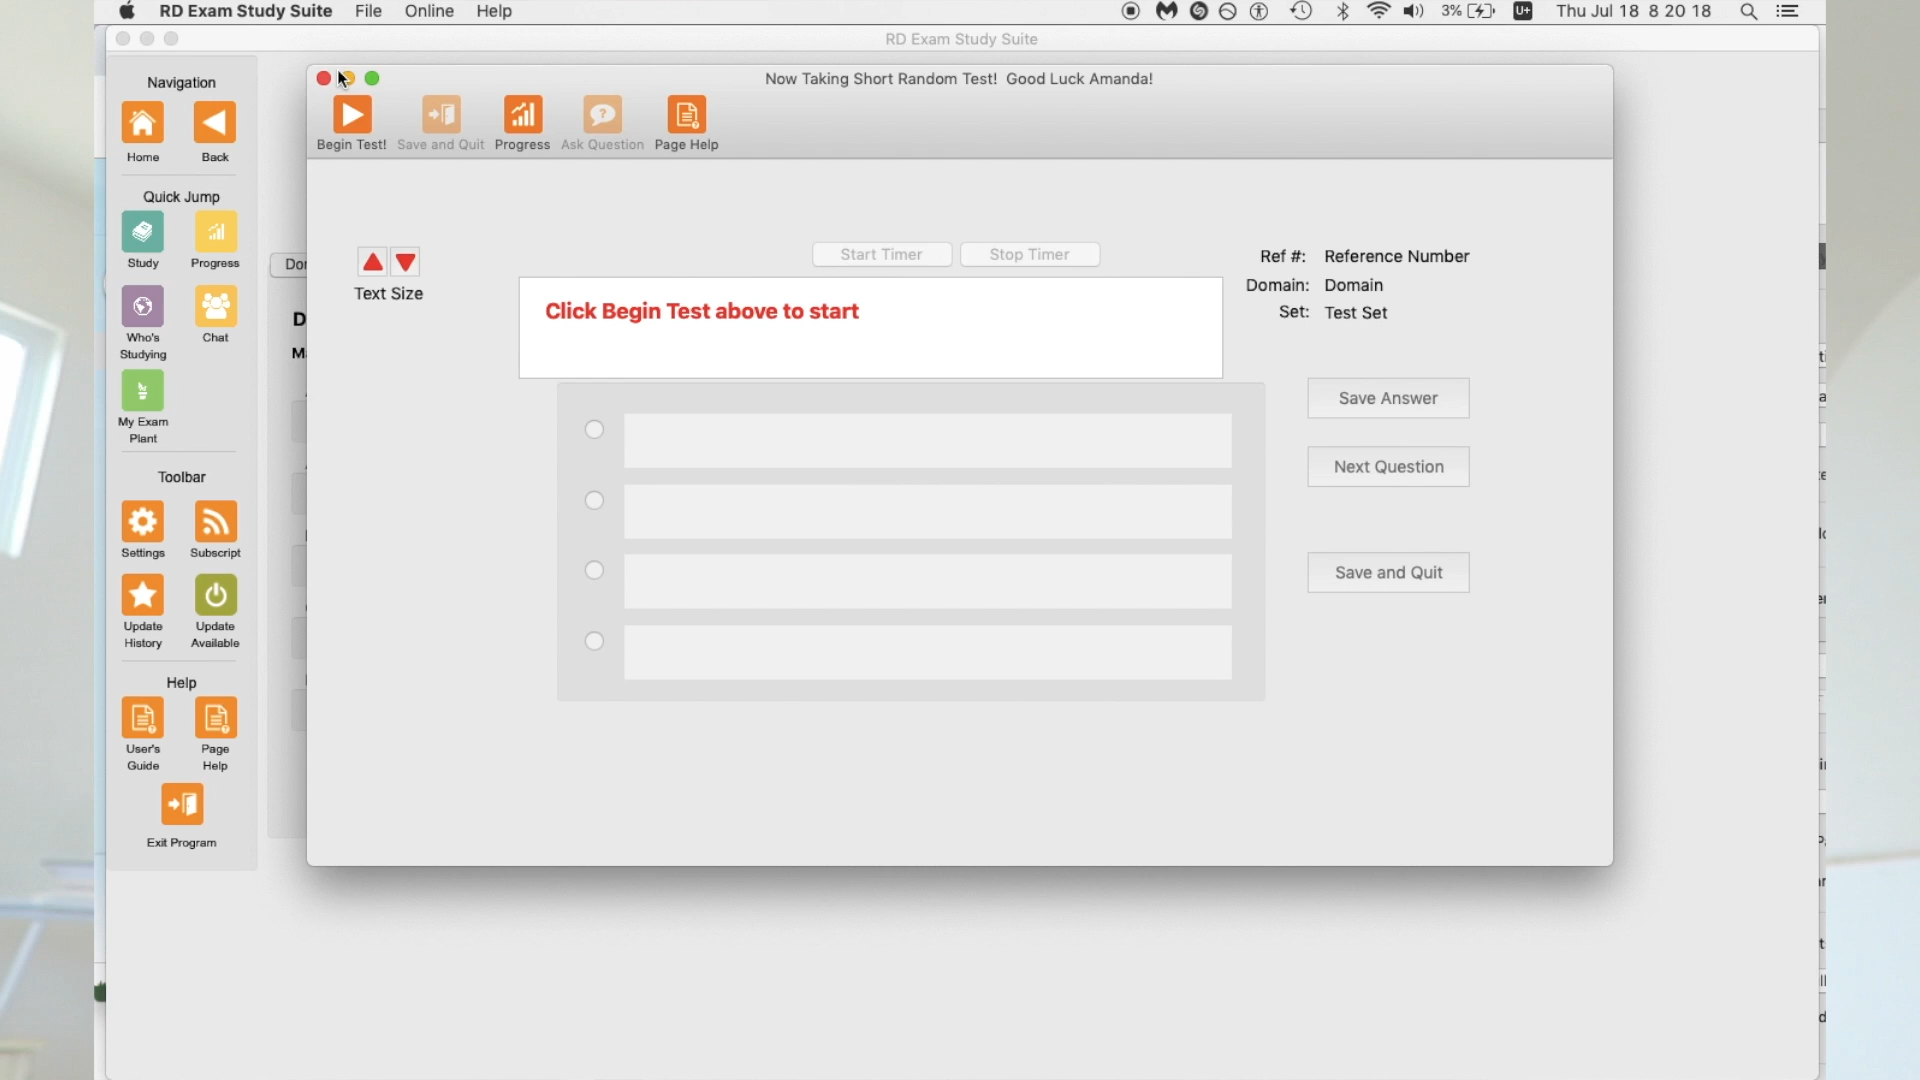 RD Exam Study Suite File Online Help 3% U+ Thu Jul 18 8 20 18
RD Exam Study Suite
Navigation
Home Back
Quick Jump
Study Progress
Who's Studying Chat
My Exam Plant
Toolbar
Settings Subscript
Update History Update Available
Help
User's Guide Page Help
Exit Program
Now Taking Short Random Test! Good Luck Amanda!
Begin Test! Save and Quit Progress Ask Question Page Help
Text Size
Start Timer Stop Timer
Click Begin Test above to start
Ref #: Reference Number
Domain: Domain
Set: Test Set
Save Answer
Next Question
Save and Quit